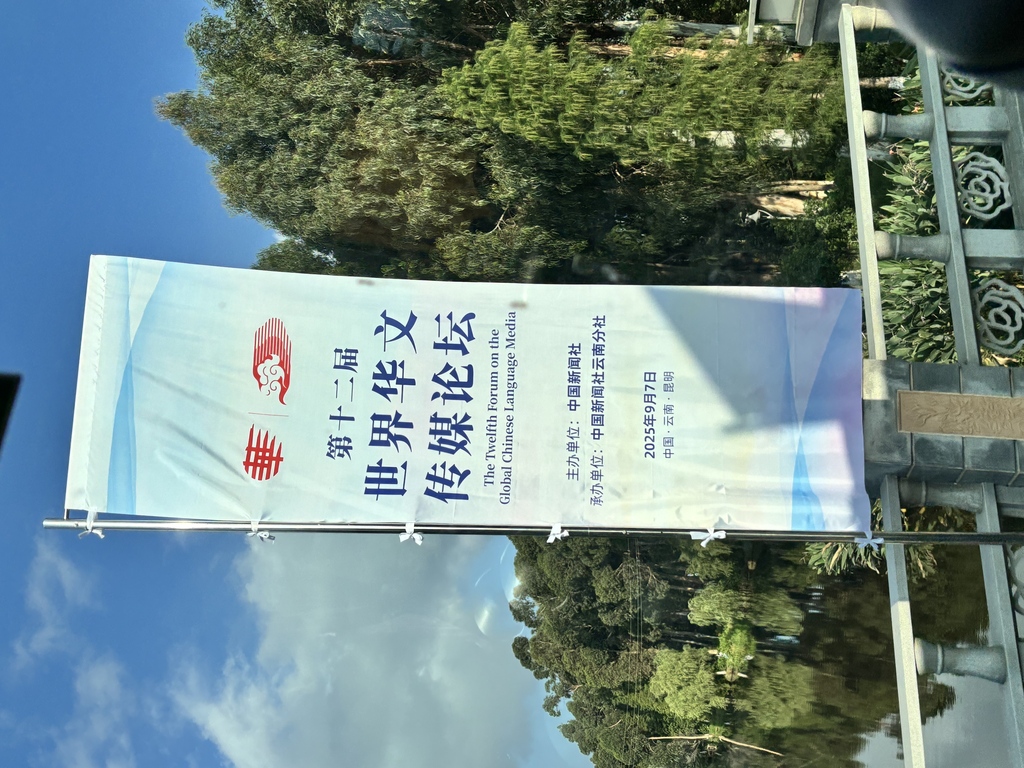 華
第十二届
世界华文
传媒论坛
The Twelfth Forum on the
Global Chinese Language Media
主办单位：中国新闻社
承办单位：中国新闻社云南分社
2025年9月7日
中国·云南·昆明